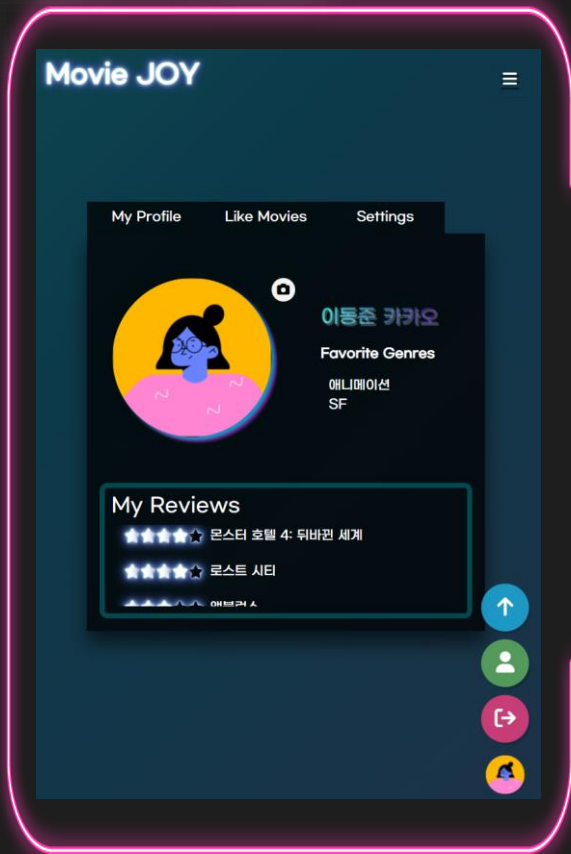 Movie JOY
My Profile Like Movies Settings
이동준 카카오
Favorite Genres
애니메이션
SF
My Reviews
몬스터 호텔 4: 뒤바뀐 세계
로스트 시티